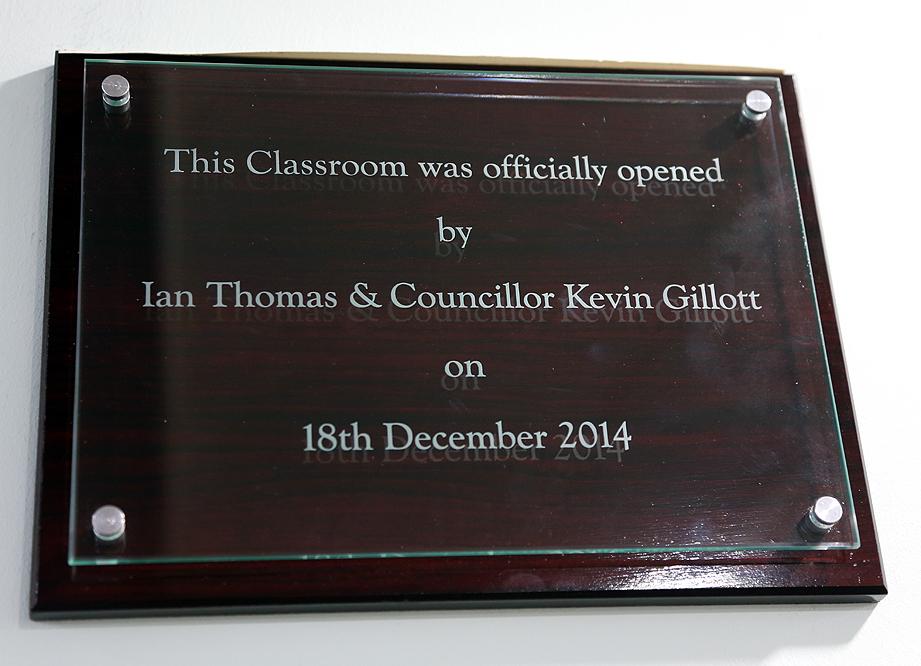 This Classroom was officially opened
by
Ian Thomas & Councillor Kevin Gillott
on
18th December 2014